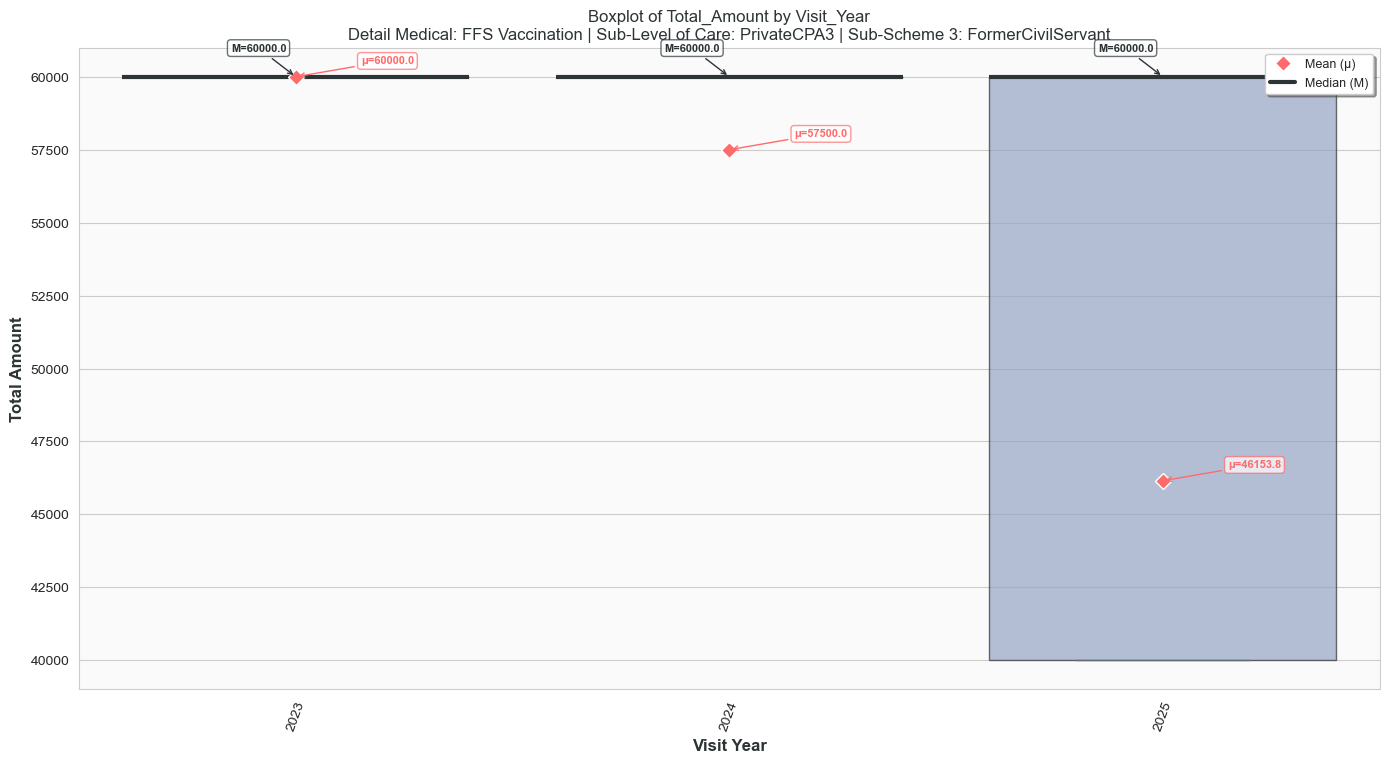 Boxplot of Total_Amount by Visit_Year
Detail Medical: FFS Vaccination | Sub-Level of Care: PrivateCPA3 | Sub-Scheme 3: FormerCivilServant
M=60000.0
μ=60000.0
M=60000.0
μ=57500.0
M=60000.0
μ=46153.8
Mean (μ)
Median (M)
Total Amount
60000
57500
55000
52500
50000
47500
45000
42500
40000
2023
2024
2025
Visit Year